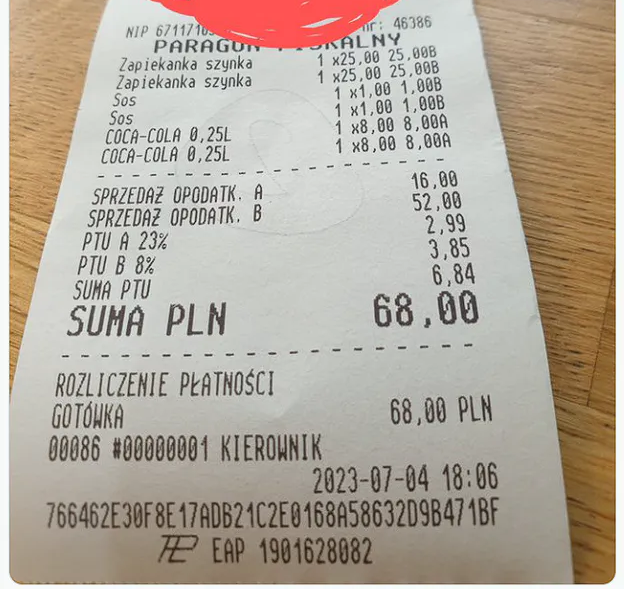 NIP
nr: 46386
PARAGON FISKALNY
Zapiekanka szynka 1 x25,00 25,00B
Zapiekanka szynka 1 x25,00 25,00B
Sos 1 x1,00 1,00B
Sos 1 x1,00 1,00B
COCA-COLA 0,25L 1 x8,00 8,00A
COCA-COLA 0,25L 1 x8,00 8,00A
SPRZEDAŻ OPODATK. A 16,00
SPRZEDAŻ OPODATK. B 52,00
PTU A 23% 2,99
PTU B 8% 3,85
SUMA PTU 6,84
SUMA PLN 68,00
ROZLICZENIE PŁATNOŚCI
GOTÓWKA 68,00 PLN
00086 #00000001 KIEROWNIK
2023-07-04 18:06
766462E30F8E17ADB21C2E0168A58632D9B471BF
EAP 1901628082